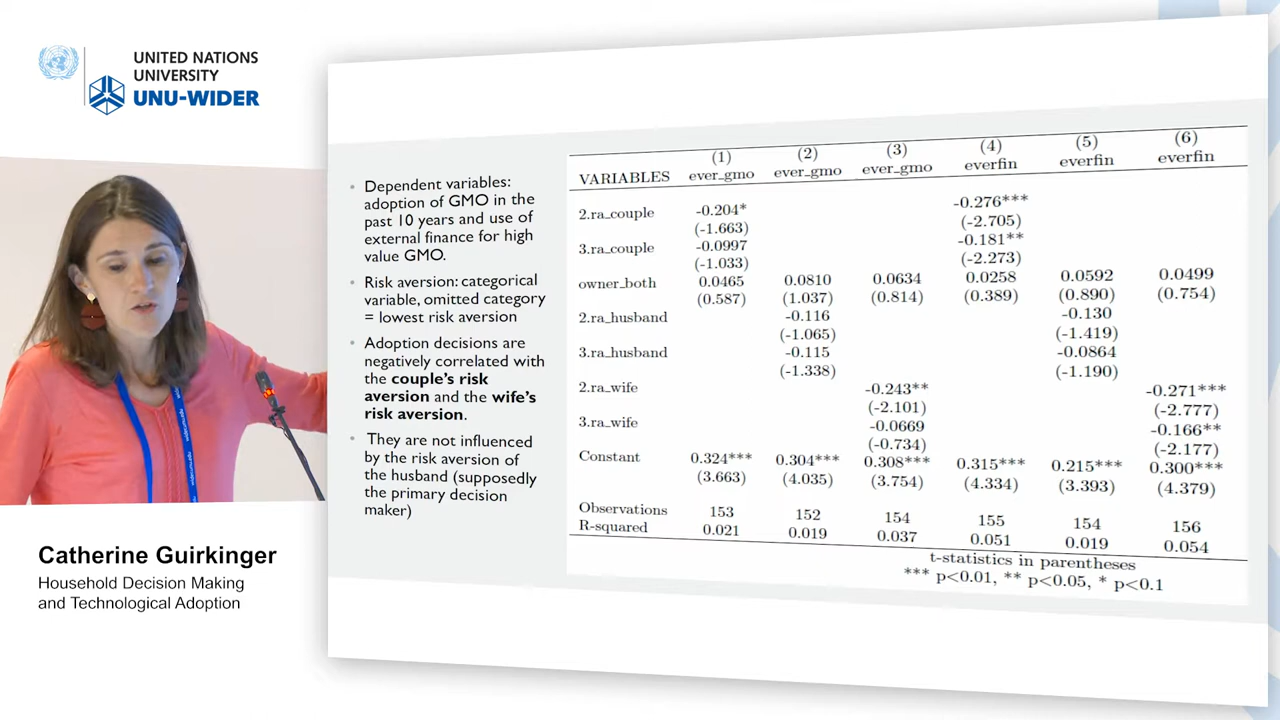 UNITED NATIONS
UNIVERSITY
UNU-WIDER
• Dependent variables:
adoption of GMO in the
past 10 years and use of
external finance for high
value GMO.
• Risk aversion: categorical
variable, omitted category
= lowest risk aversion
• Adoption decisions are
negatively correlated with
the couple's risk
aversion and the wife's
risk aversion.
• They are not influenced
by the risk aversion of
the husband (supposedly
the primary decision
maker)
(1) (2) (3) (4) (5) (6)
VARIABLES ever_gmo ever_gmo ever_gmo everfin everfin everfin
2.ra_couple -0.204* -0.276***
(-1.663) (-2.705)
3.ra_couple -0.0997 -0.181**
(-1.033) (-2.273)
owner_both 0.0465 0.0810 0.0634 0.0258 0.0592 0.0499
(0.587) (1.037) (0.814) (0.389) (0.890) (0.754)
2.ra_husband -0.116 -0.130
(-1.065) (-1.419)
3.ra_husband -0.115 -0.0864
(-1.338) (-1.190)
2.ra_wife -0.243** -0.271***
(-2.101) (-2.777)
3.ra_wife -0.0669 -0.166**
(-0.734) (-2.177)
Constant 0.324*** 0.304*** 0.308*** 0.315*** 0.215*** 0.300***
(3.663) (4.035) (3.754) (4.334) (3.393) (4.379)
Observations 153 152 154 155 154 156
R-squared 0.021 0.019 0.037 0.051 0.019 0.054
t-statistics in parentheses
*** p<0.01, ** p<0.05, * p<0.1
Catherine Guirkinger
Household Decision Making
and Technological Adoption